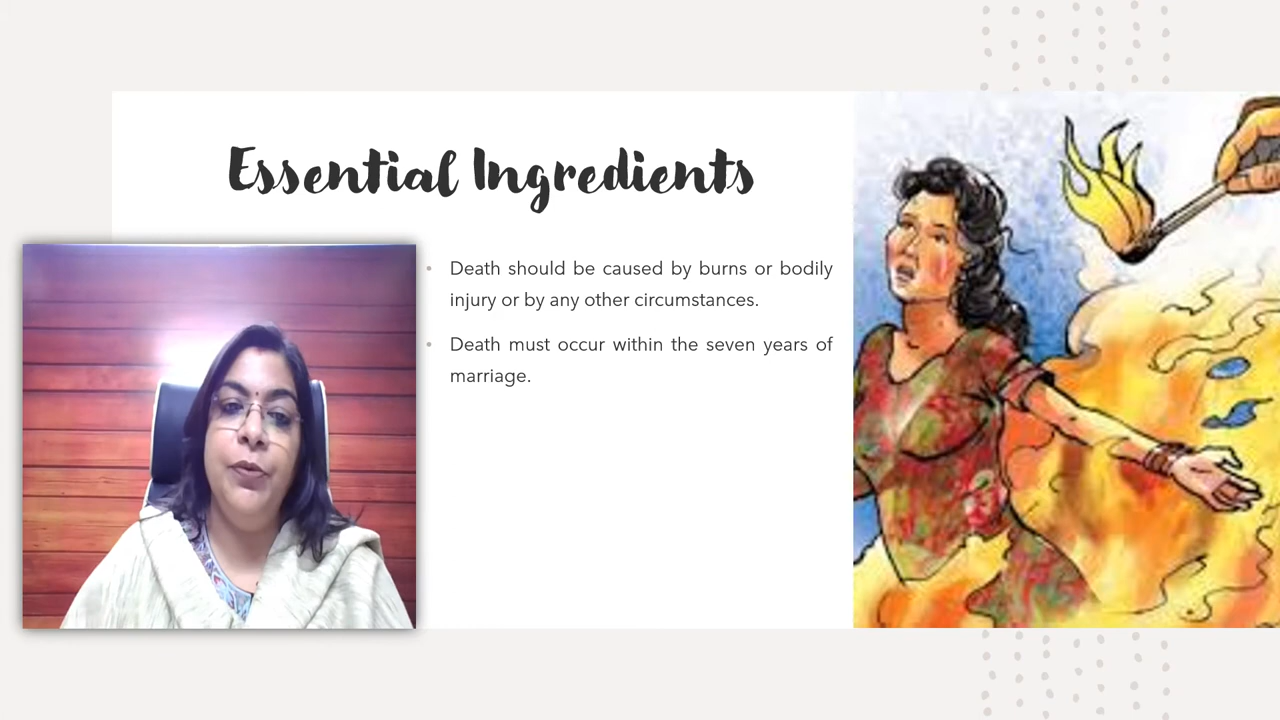 Essential Ingredients
Death should be caused by burns or bodily
injury or by any other circumstances.
Death must occur within the seven years of
marriage.